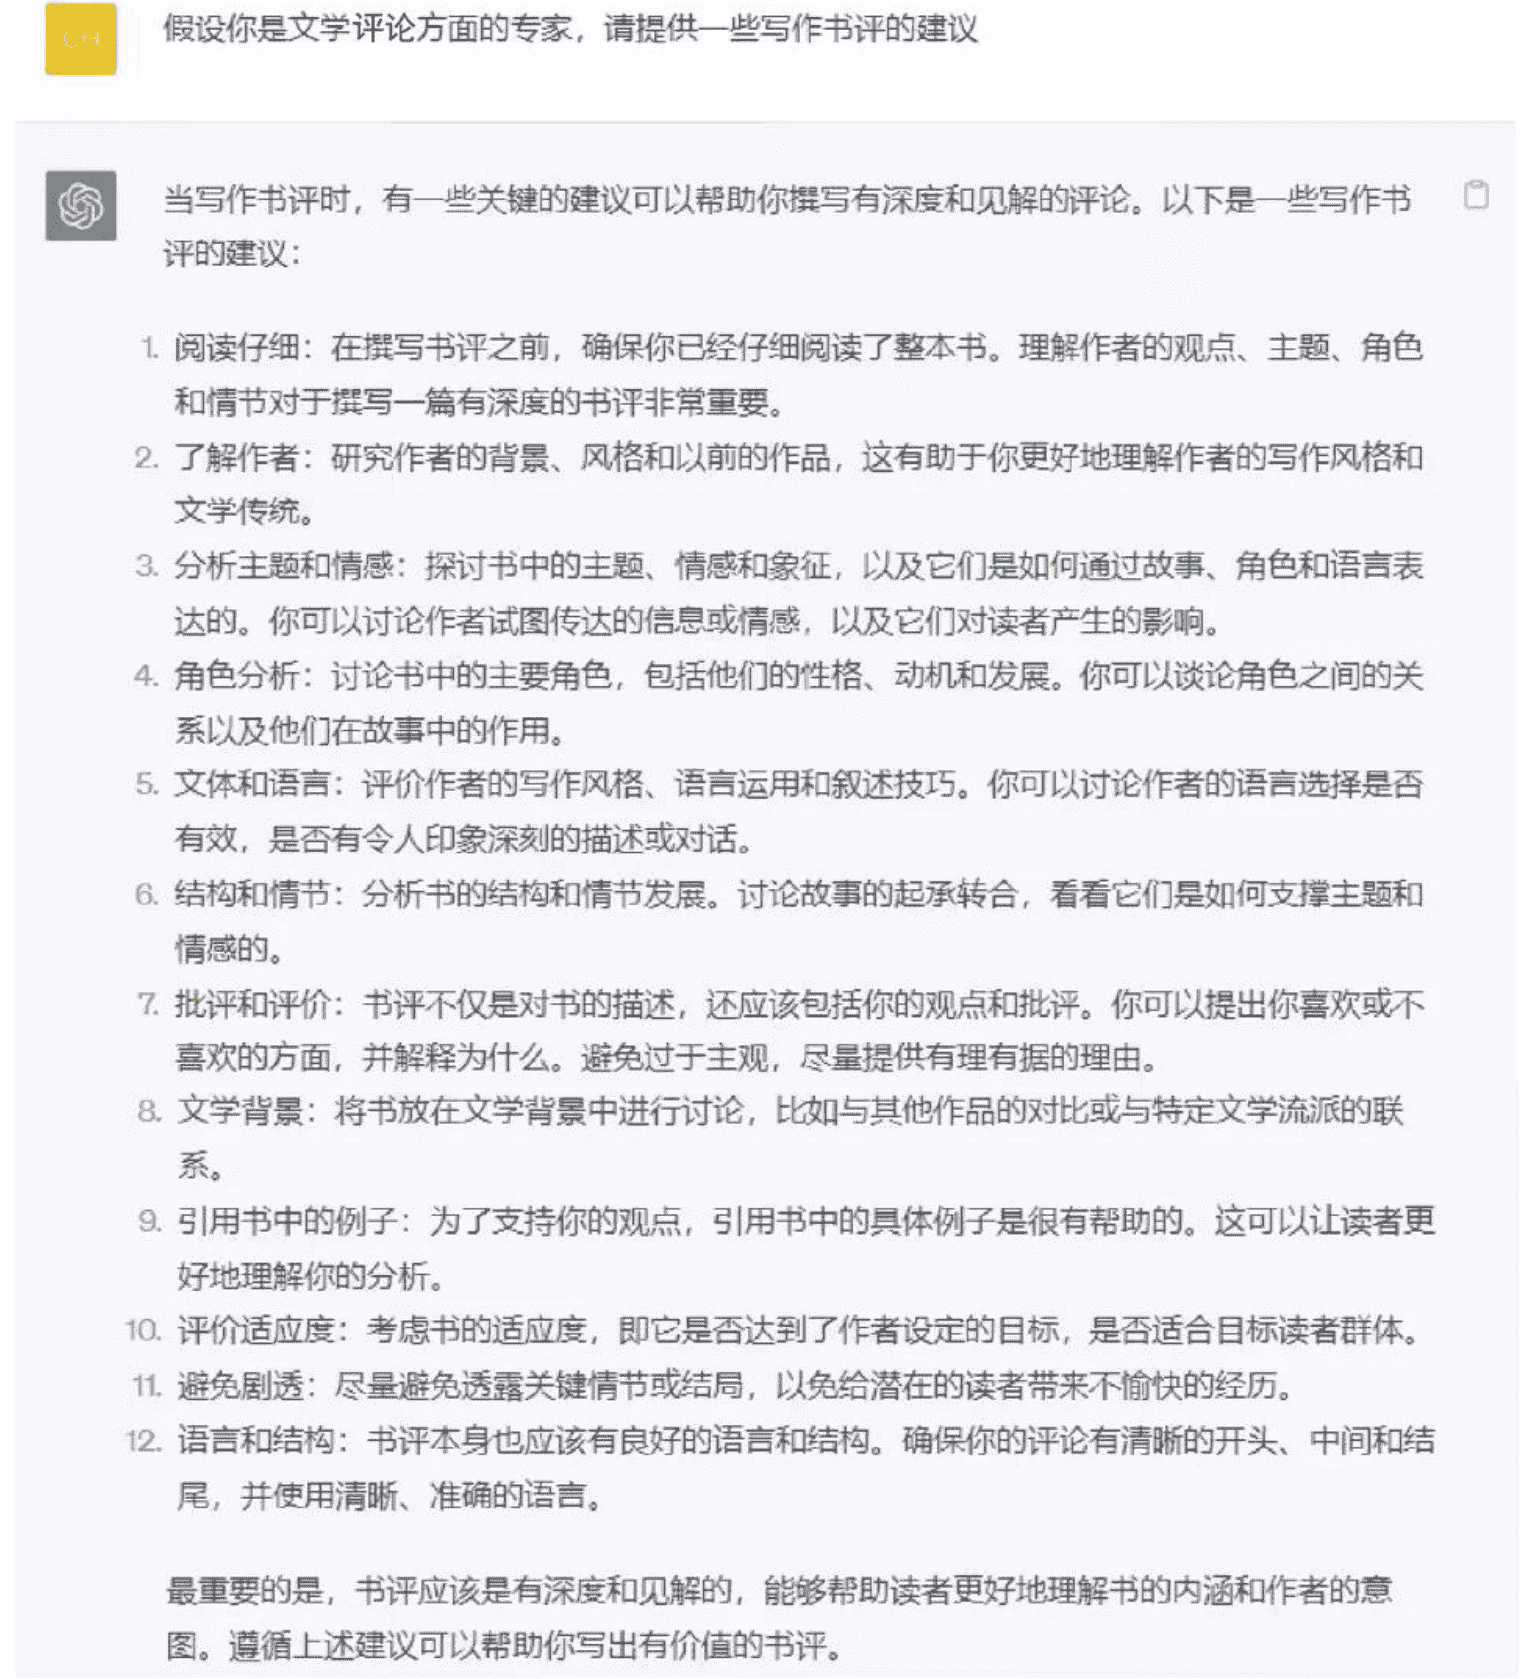 假设你是文学评论方面的专家，请提供一些写作书评的建议
当写作书评时，有一些关键的建议可以帮助你撰写有深度和见解的评论。以下是一些写作书
评的建议：
1. 阅读仔细：在撰写书评之前，确保你已经仔细阅读了整本书。理解作者的观点、主题、角色
和情节对于撰写一篇有深度的书评非常重要。
2. 了解作者：研究作者的背景、风格和以前的作品，这有助于你更好地理解作者的写作风格和
文学传统。
3. 分析主题和情感：探讨书中的主题、情感和象征，以及它们是如何通过故事、角色和语言表
达的。你可以讨论作者试图传达的信息或情感，以及它们对读者产生的影响。
4. 角色分析：讨论书中的主要角色，包括他们的性格、动机和发展。你可以谈论角色之间的关
系以及他们在故事中的作用。
5. 文体和语言：评价作者的写作风格、语言运用和叙述技巧。你可以讨论作者的语言选择是否
有效，是否有令人印象深刻的描述或对话。
6. 结构和情节：分析书的结构和情节发展。讨论故事的起承转合，看看它们是如何支撑主题和
情感的。
7. 批评和评价：书评不仅是对书的描述，还应该包括你的观点和批评。你可以提出你喜欢或不
喜欢的方面，并解释为什么。避免过于主观，尽量提供有理有据的理由。
8. 文学背景：将书放在文学背景中进行讨论，比如与其他作品的对比或与特定文学流派的联
系。
9. 引用书中的例子：为了支持你的观点，引用书中的具体例子是很有帮助的。这可以让读者更
好地理解你的分析。
10. 评价适应度：考虑书的适应度，即它是否达到了作者设定的目标，是否适合目标读者群体。
11. 避免剧透：尽量避免透露关键情节或结局，以免给潜在的读者带来不愉快的经历。
12. 语言和结构：书评本身也应该有良好的语言和结构。确保你的评论有清晰的开头、中间和结
尾，并使用清晰、准确的语言。
最重要的是，书评应该是有深度和见解的，能够帮助读者更好地理解书的内涵和作者的意
图。遵循上述建议可以帮助你写出有价值的书评。